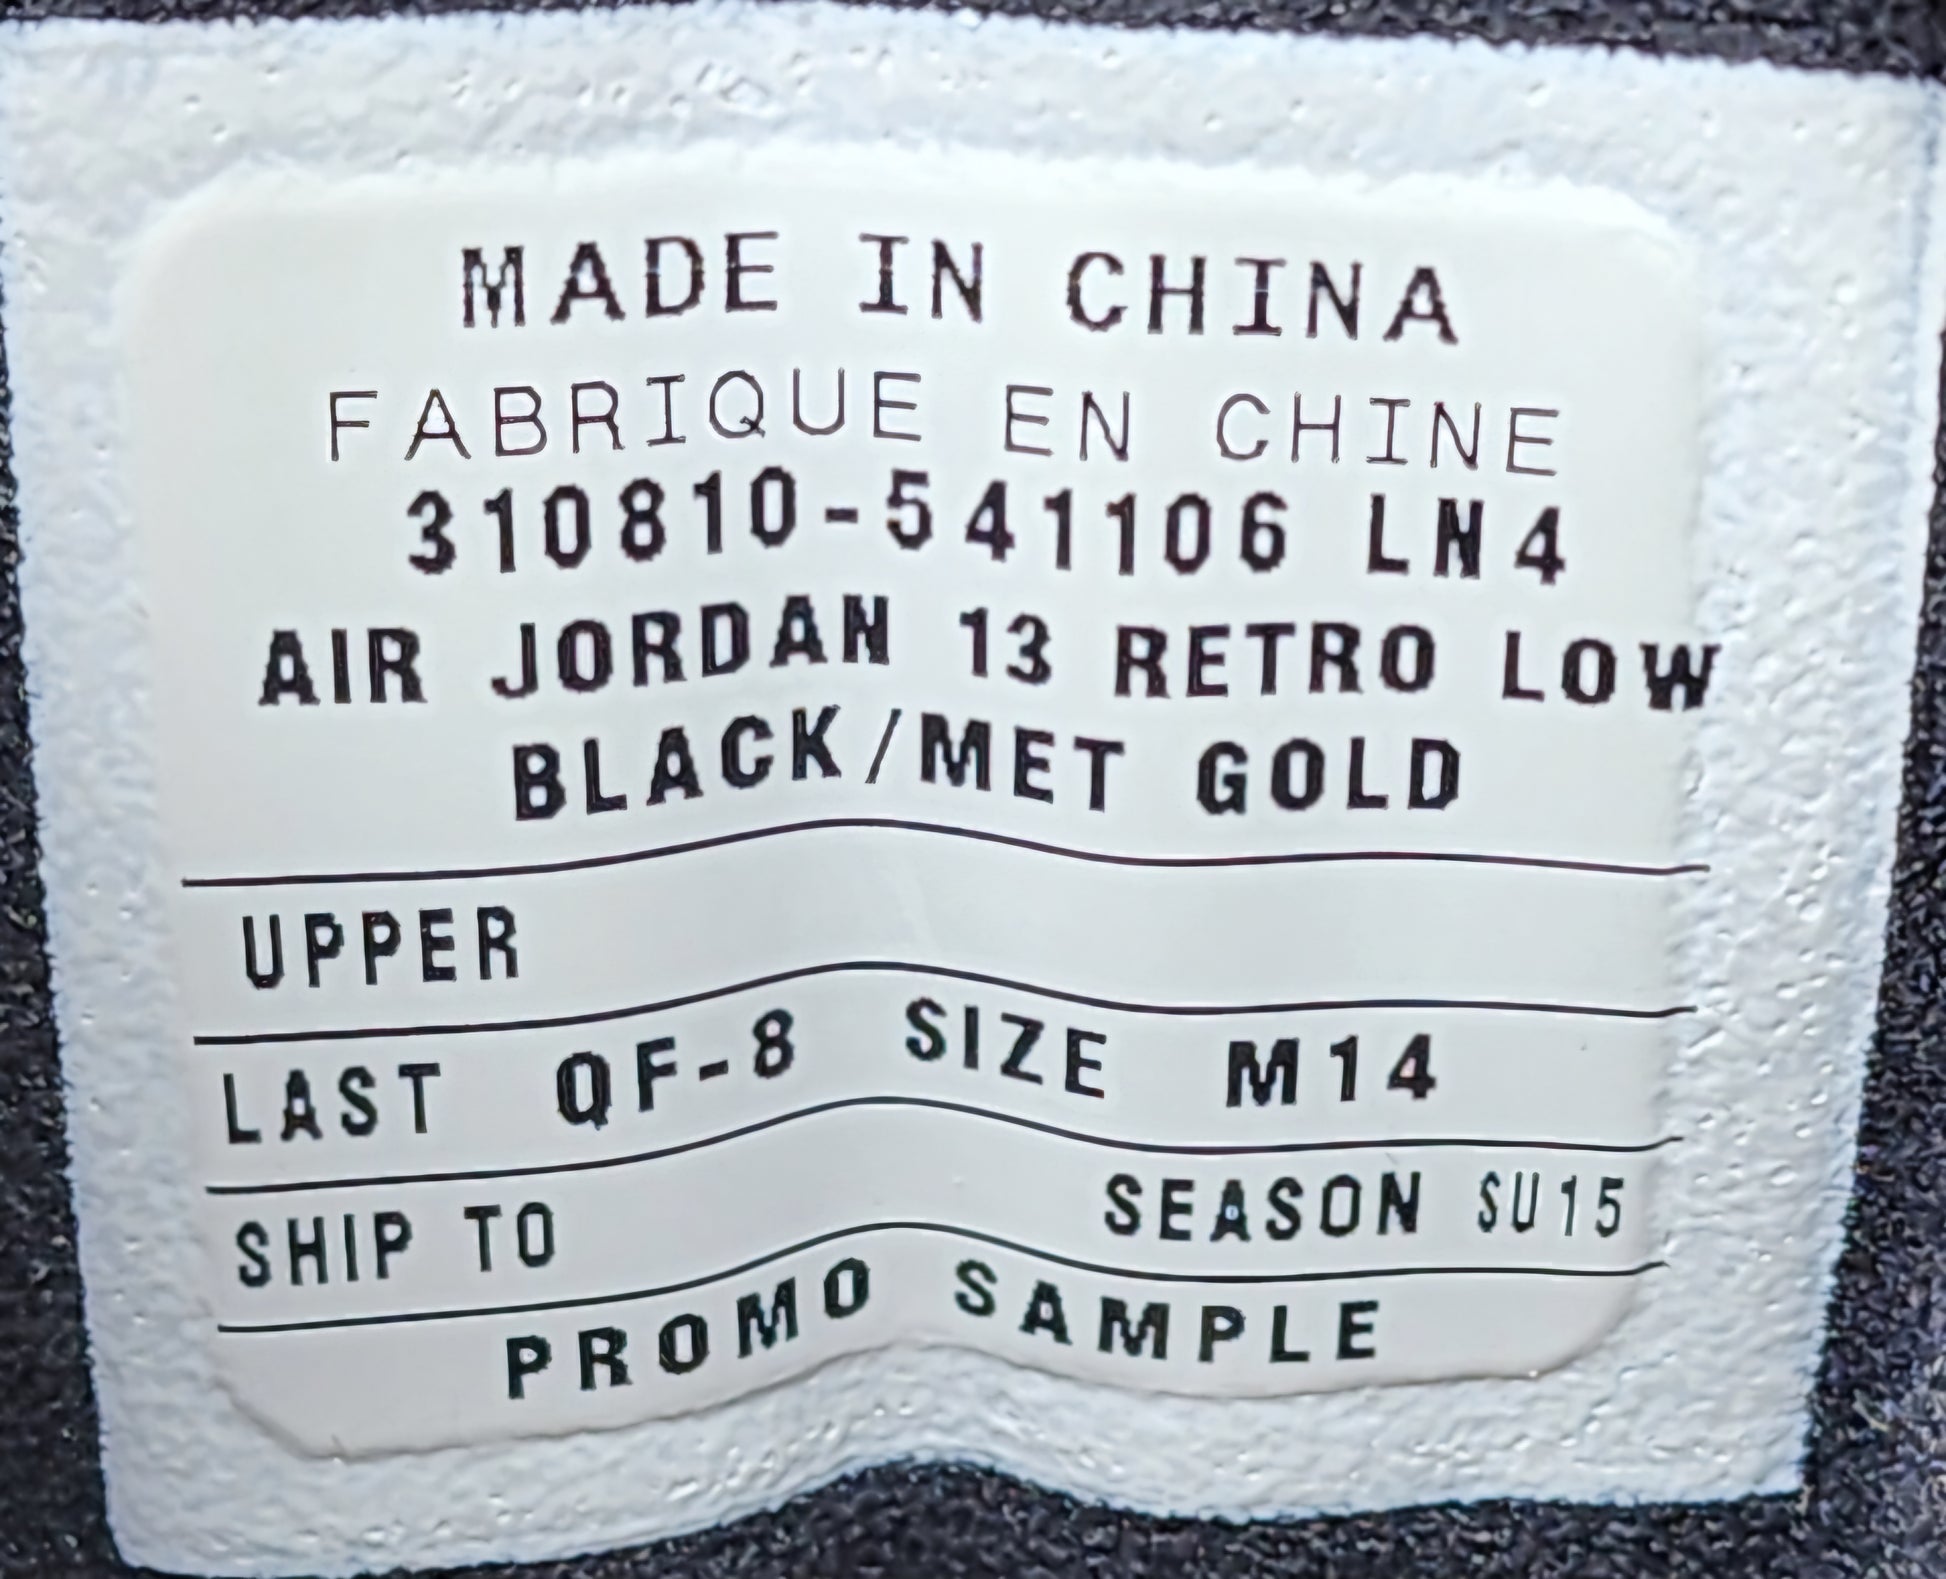 MADE IN CHINA
FABRIQUE EN CHINE
310810-541106 LN4
AIR JORDAN 13 RETRO LOW
BLACK/MET GOLD
UPPER
LAST QF-8 SIZE M14
SHIP TO SEASON SU15
PROMO SAMPLE